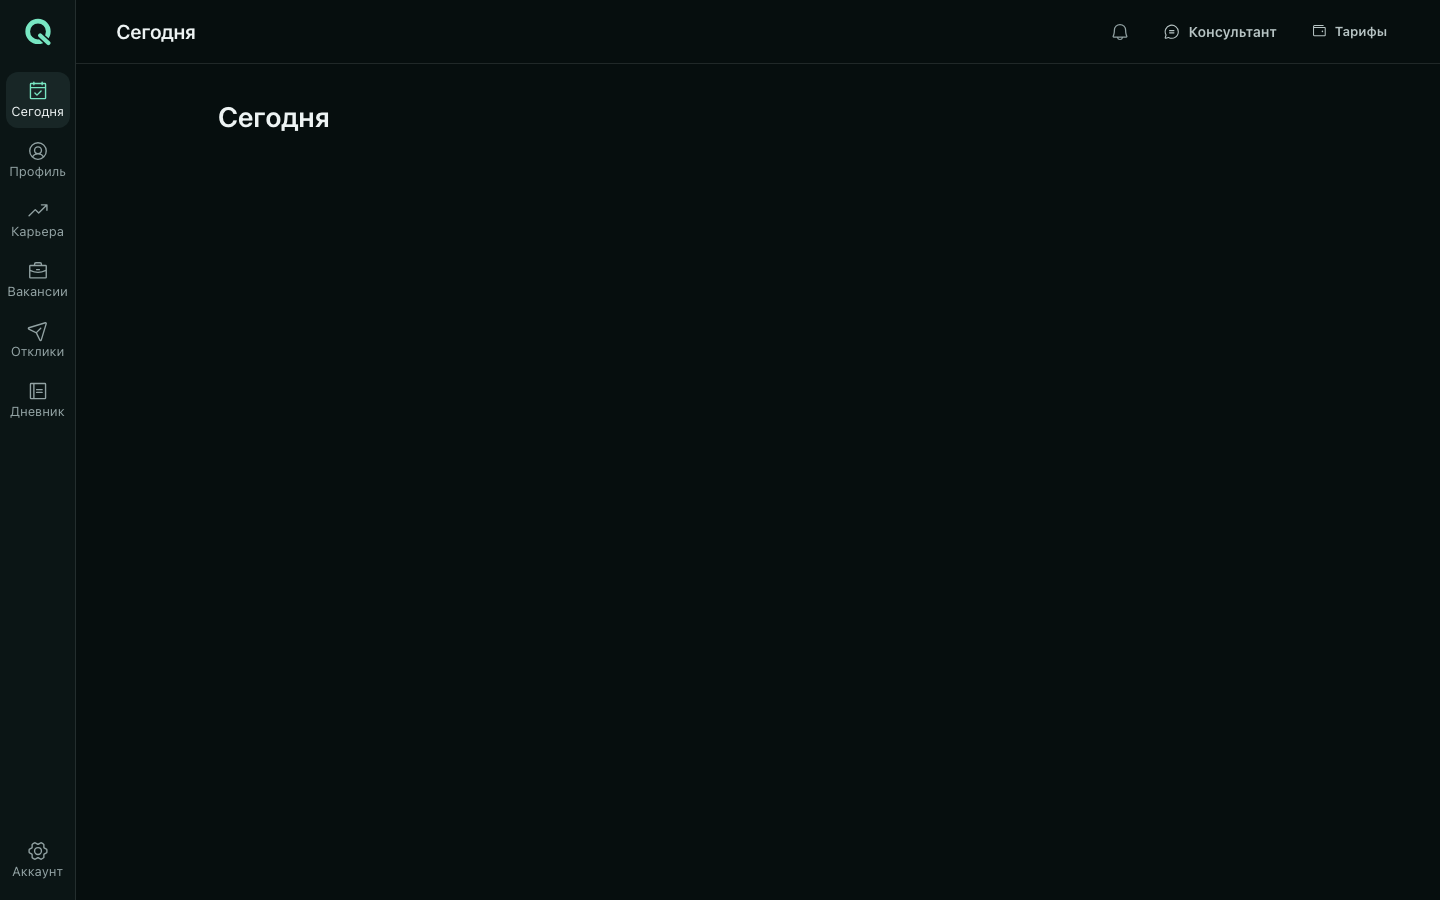 Сегодня
Консультант
Тарифы
Сегодня
Профиль
Карьера
Вакансии
Отклики
Дневник
Аккаунт
Сегодня